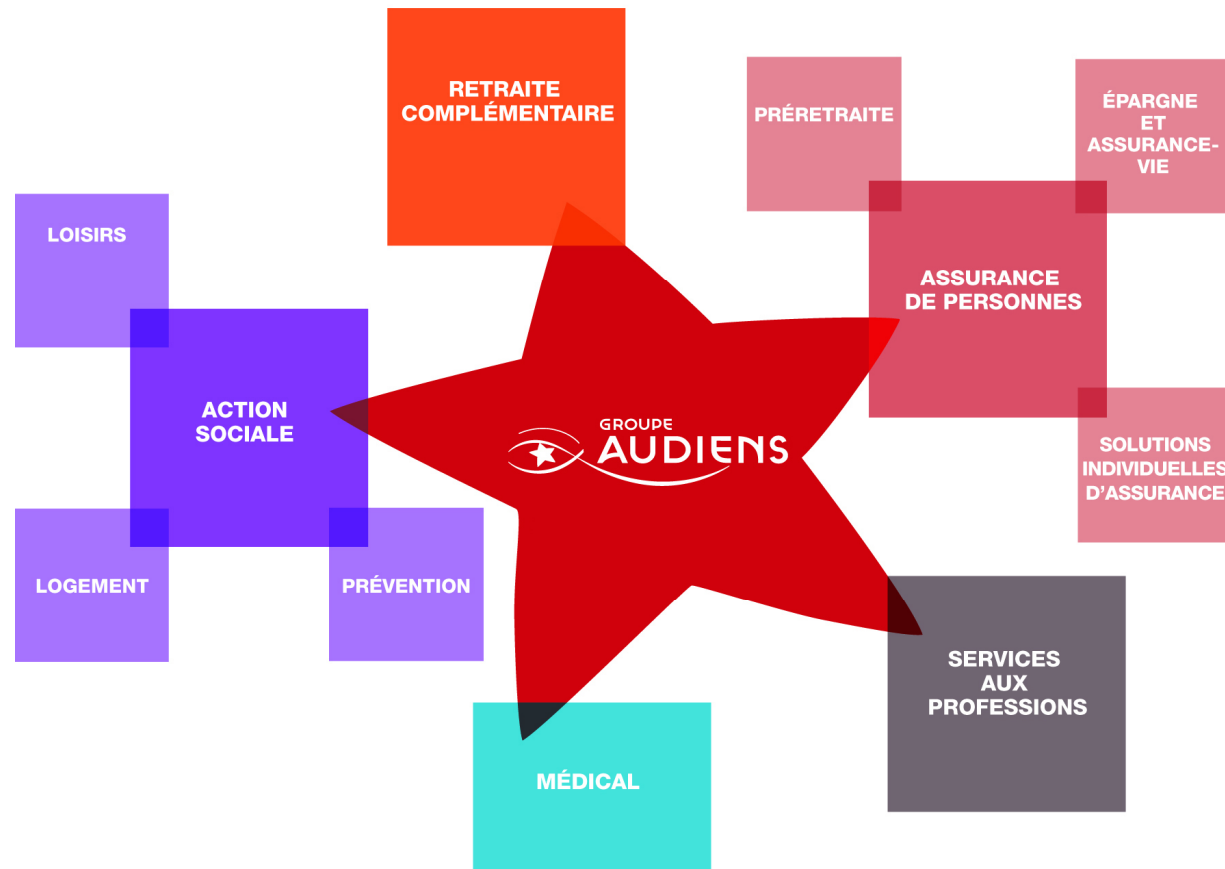 RETRAITE
COMPLÉMENTAIRE
PRÉRETRAITE
ÉPARGNE
ET
ASSURANCE-
VIE
LOISIRS
ASSURANCE
DE PERSONNES
ACTION
SOCIALE
GROUPE
AUDIENS
SOLUTIONS
INDIVIDUELLES
D'ASSURANCE
LOGEMENT
PRÉVENTION
SERVICES
AUX
PROFESSIONS
MÉDICAL